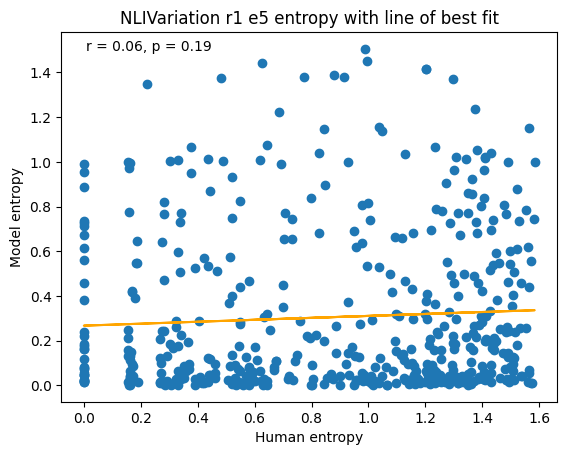 NLIVariation r1 e5 entropy with line of best fit
r = 0.06, p = 0.19
Model entropy
1.4
1.2
1.0
0.8
0.6
0.4
0.2
0.0
0.0 0.2 0.4 0.6 0.8 1.0 1.2 1.4 1.6
Human entropy